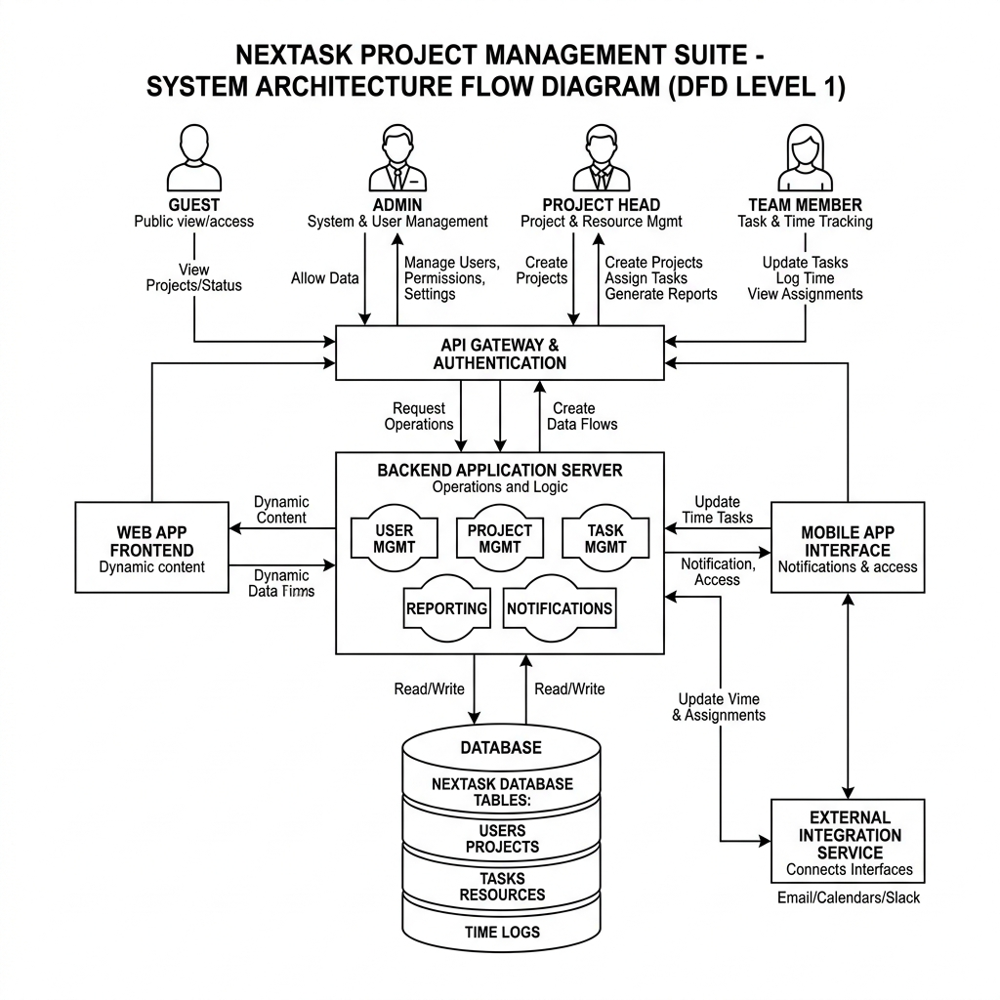 NEXTASK PROJECT MANAGEMENT SUITE -
SYSTEM ARCHITECTURE FLOW DIAGRAM (DFD LEVEL 1)
GUEST
Public view/access
ADMIN
System & User Management
PROJECT HEAD
Project & Resource Mgmt
TEAM MEMBER
Task & Time Tracking
View
Projects/Status
Allow Data
Manage Users,
Permissions,
Settings
Create
Projects
Create Projects
Assign Tasks
Generate Reports
Update Tasks
Log Time
View Assignments
API GATEWAY &
AUTHENTICATION
Request
Operations
Create
Data Flows
BACKEND APPLICATION SERVER
Operations and Logic
USER
MGMT
PROJECT
MGMT
TASK
MGMT
REPORTING
NOTIFICATIONS
Dynamic
Content
WEB APP
FRONTEND
Dynamic content
Dynamic
Data Firms
Update
Time Tasks
Notification,
Access
MOBILE APP
INTERFACE
Notifications & access
Read/Write
Read/Write
Update Vime
& Assignments
DATABASE
NEXTASK DATABASE
TABLES:
USERS
PROJECTS
TASKS
RESOURCES
TIME LOGS
EXTERNAL
INTEGRATION
SERVICE
Connects Interfaces
Email/Calendars/Slack